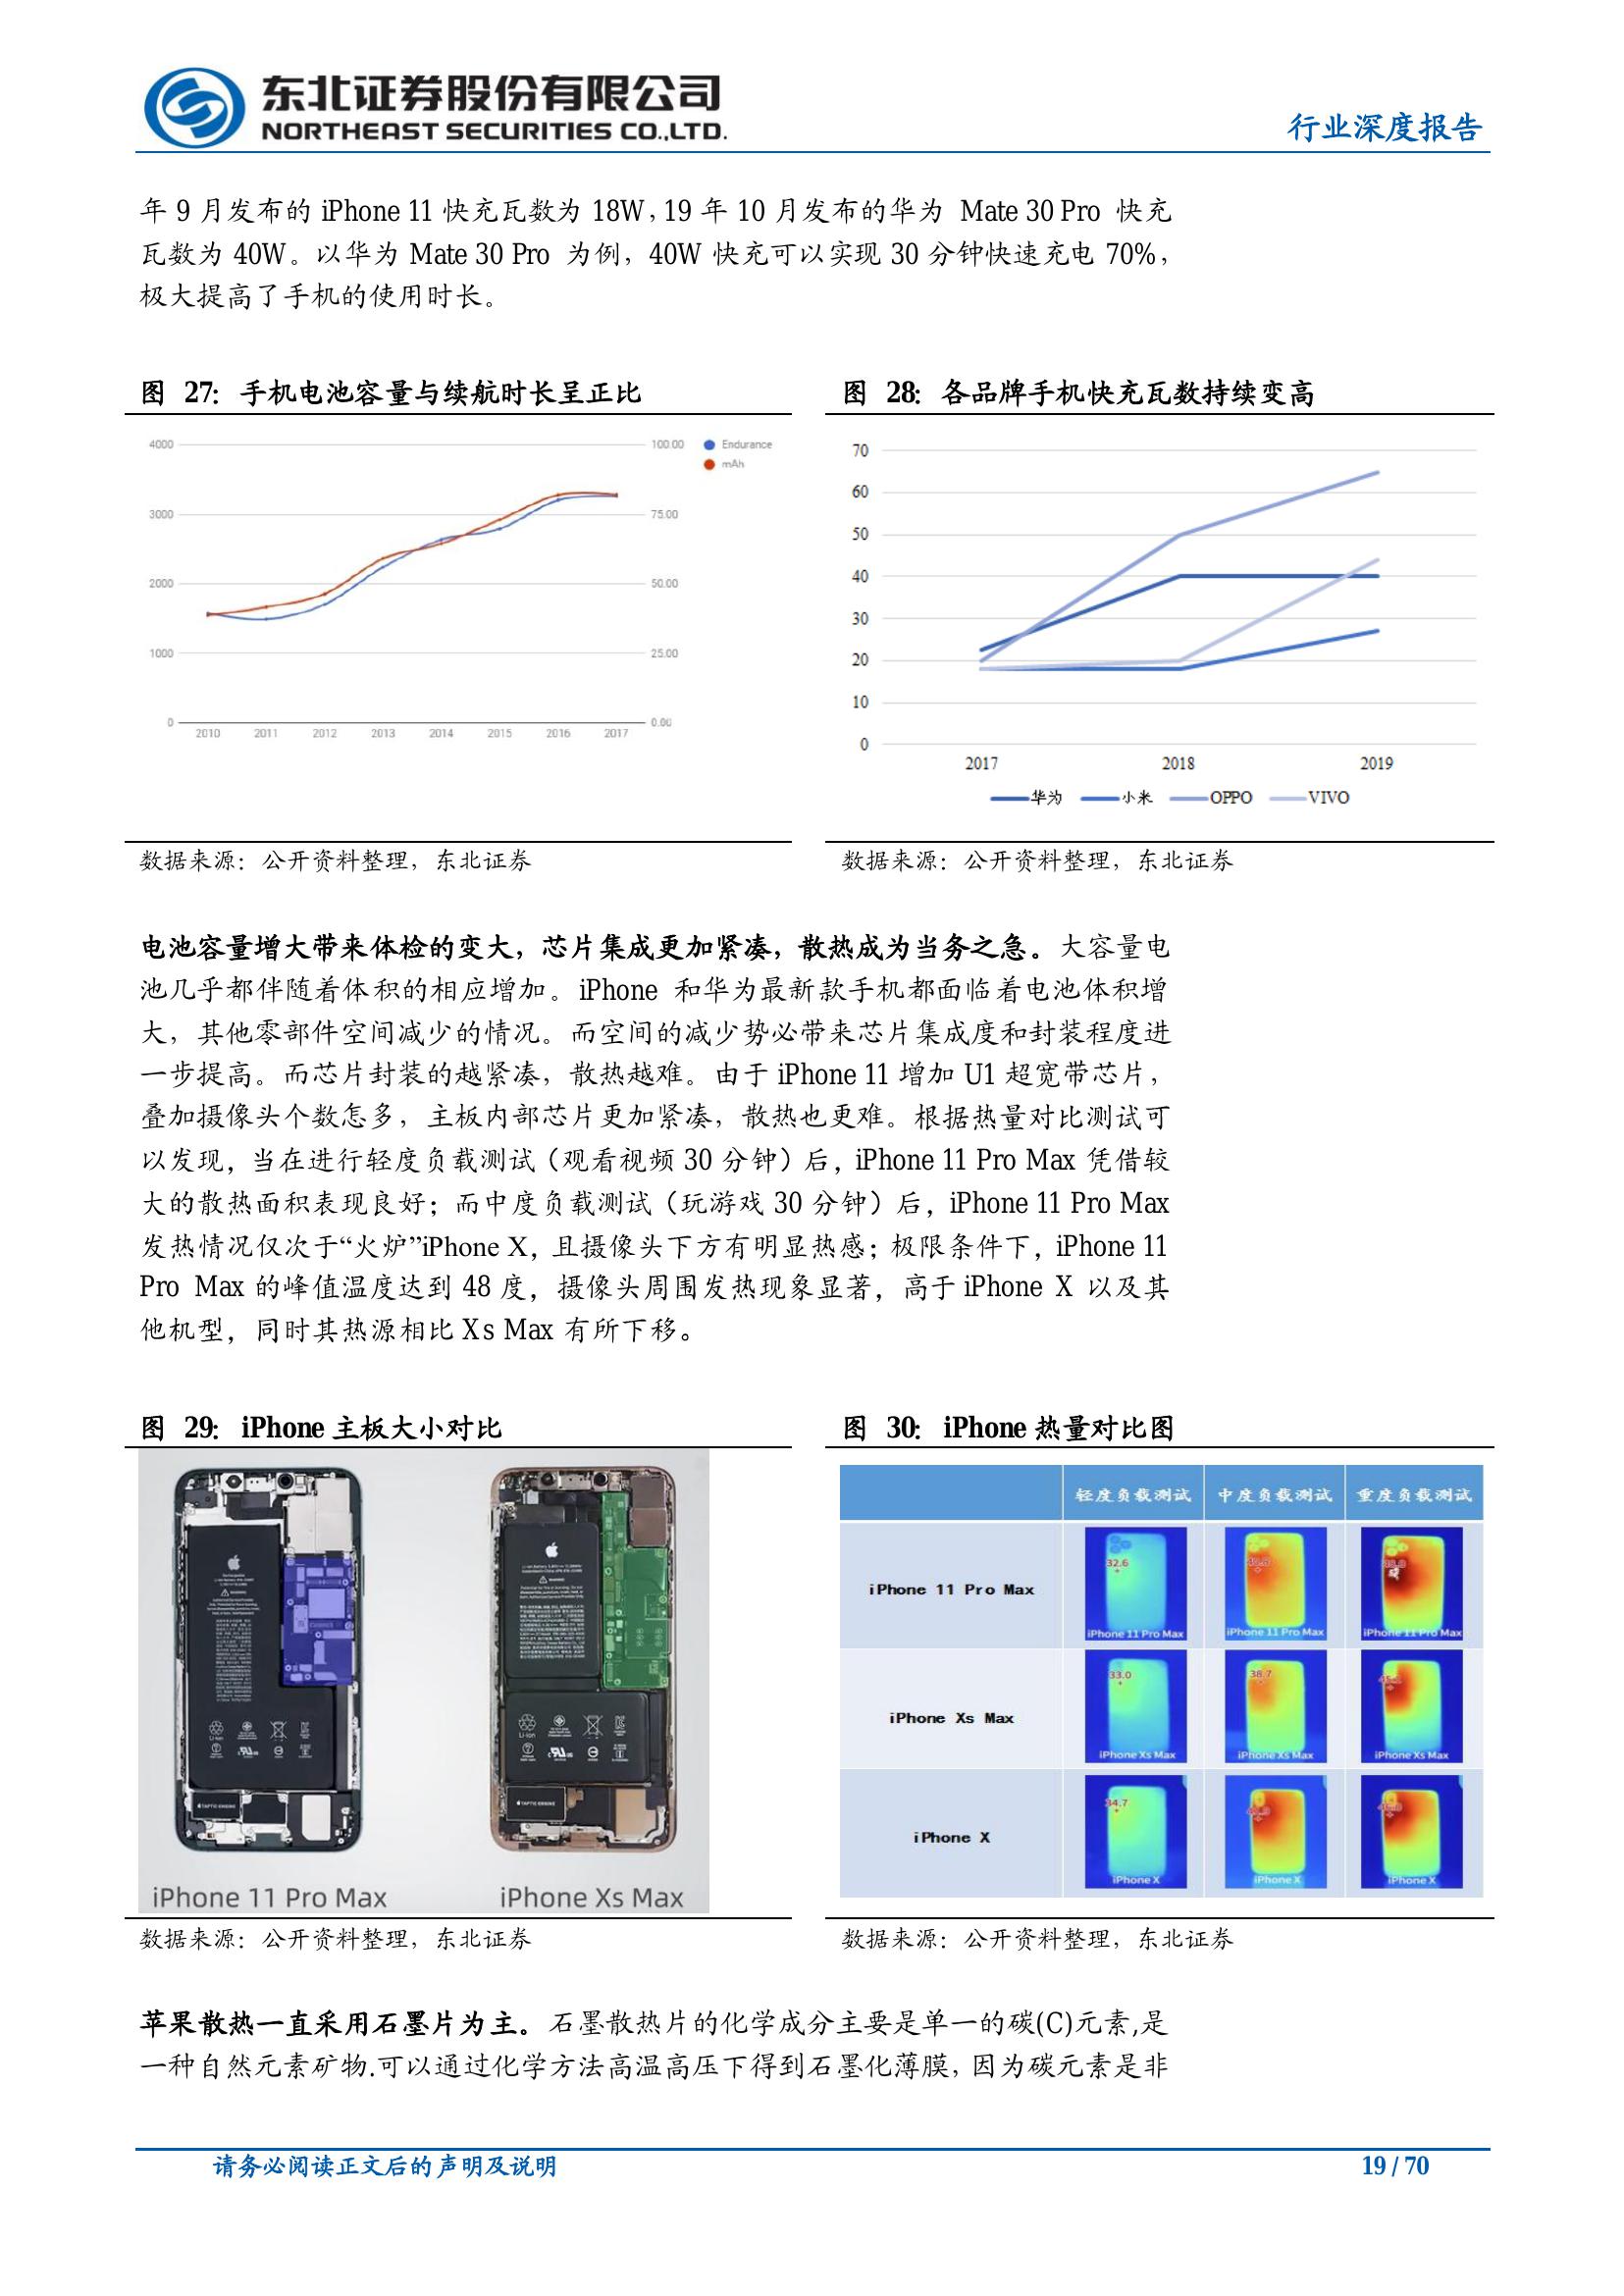 东北证券股份有限公司
NORTHEAST SECURITIES CO.,LTD.
行业深度报告
年 9 月发布的 iPhone 11 快充瓦数为 18W，19 年 10 月发布的华为 Mate 30 Pro 快充
瓦数为 40W。以华为 Mate 30 Pro 为例，40W 快充可以实现 30 分钟快速充电 70%，
极大提高了手机的使用时长。
图 27：手机电池容量与续航时长呈正比
4000
3000
2000
1000
0
100.00
75.00
50.00
25.00
0.00
Endurance
mAh
2010 2011 2012 2013 2014 2015 2016 2017
数据来源：公开资料整理，东北证券
图 28：各品牌手机快充瓦数持续变高
70
60
50
40
30
20
10
0
2017 2018 2019
华为 小米 OPPO VIVO
数据来源：公开资料整理，东北证券
电池容量增大带来体检的变大，芯片集成更加紧凑，散热成为当务之急。大容量电
池几乎都伴随着体积的相应增加。iPhone 和华为最新款手机都面临着电池体积增
大，其他零部件空间减少的情况。而空间的减少势必带来芯片集成度和封装程度进
一步提高。而芯片封装的越紧凑，散热越难。由于 iPhone 11 增加 U1 超宽带芯片，
叠加摄像头个数怎多，主板内部芯片更加紧凑，散热也更难。根据热量对比测试可
以发现，当在进行轻度负载测试（观看视频 30 分钟）后，iPhone 11 Pro Max 凭借较
大的散热面积表现良好；而中度负载测试（玩游戏 30 分钟）后，iPhone 11 Pro Max
发热情况仅次于“火炉”iPhone X，且摄像头下方有明显热感；极限条件下，iPhone 11
Pro Max 的峰值温度达到 48 度，摄像头周围发热现象显著，高于 iPhone X 以及其
他机型，同时其热源相比 Xs Max 有所下移。
图 29：iPhone 主板大小对比
TAPTIC ENGINE
TAPTIC ENGINE
iPhone 11 Pro Max
iPhone Xs Max
数据来源：公开资料整理，东北证券
图 30：iPhone 热量对比图
轻度负载测试 中度负载测试 重度负载测试
iPhone 11 Pro Max
32.6
iPhone 11 Pro Max
iPhone 11 Pro Max
iPhone 11 Pro Max
iPhone Xs Max
33.0
38.7
iPhone Xs Max
iPhone Xs Max
iPhone Xs Max
iPhone X
34.7
iPhone X
iPhone X
iPhone X
数据来源：公开资料整理，东北证券
苹果散热一直采用石墨片为主。石墨散热片的化学成分主要是单一的碳(C)元素,是
一种自然元素矿物.可以通过化学方法高温高压下得到石墨化薄膜，因为碳元素是非
请务必阅读正文后的声明及说明
19 / 70